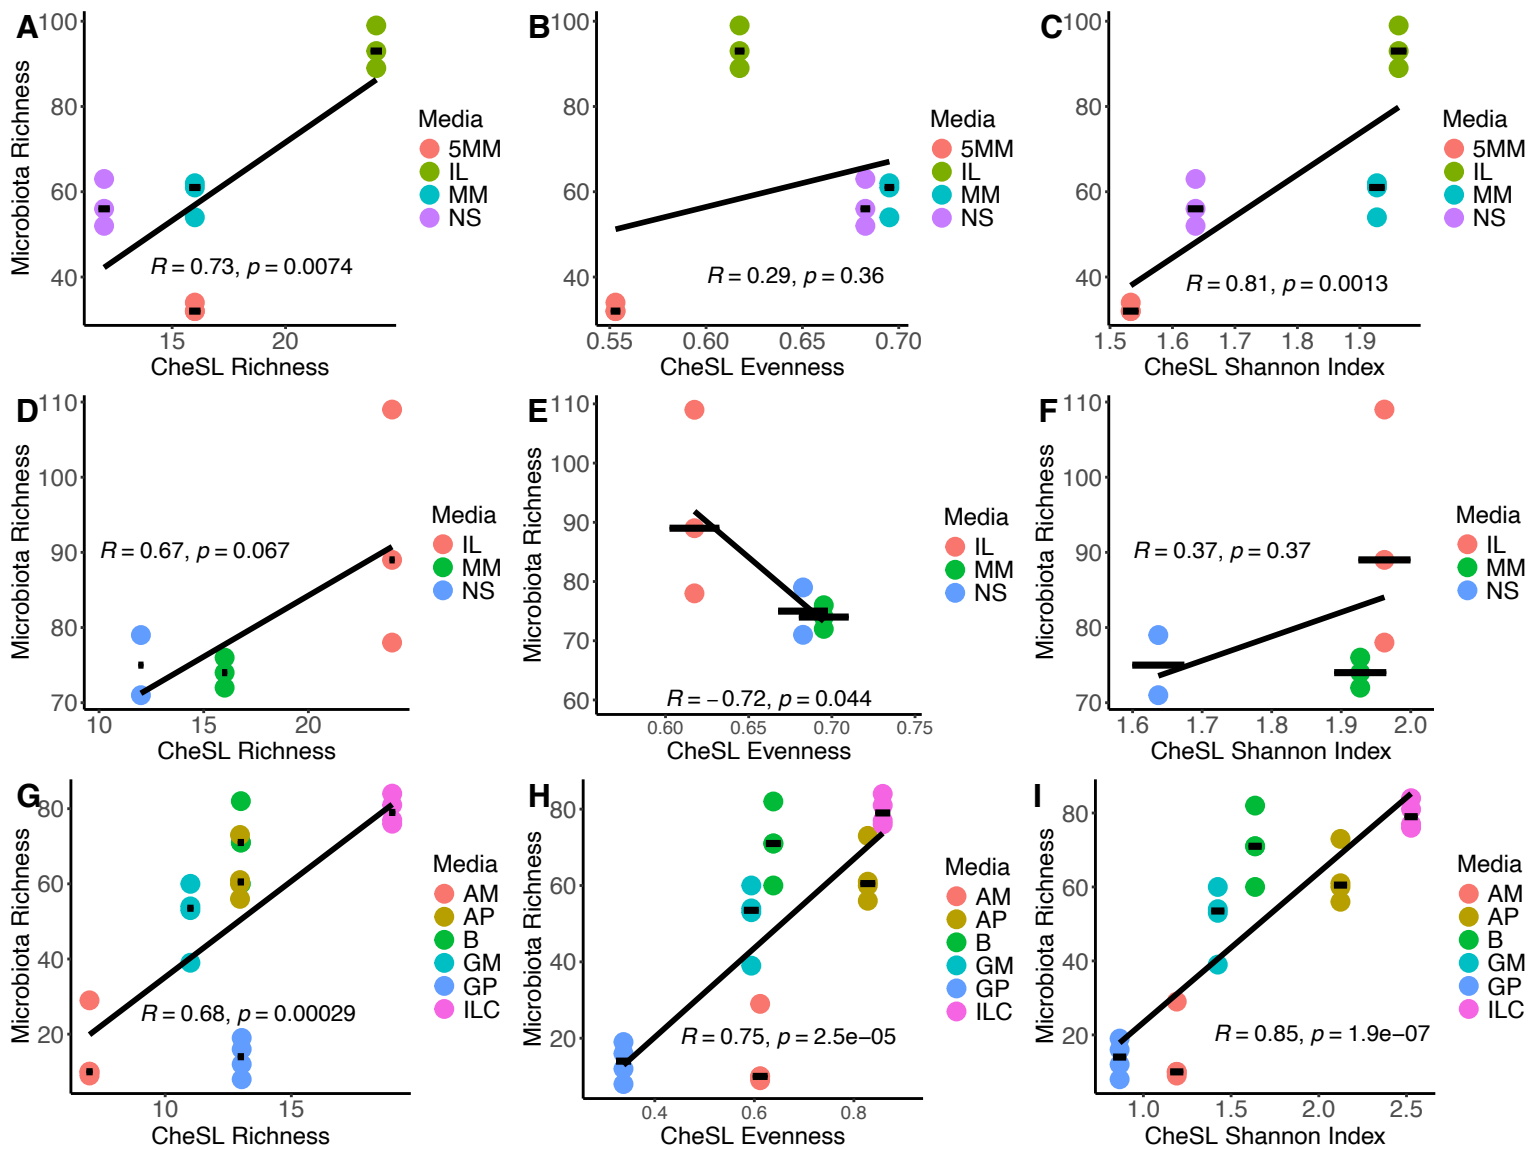 A
100
80
60
40
15
20
Microbiota Richness
CheSL Richness
R = 0.73, p = 0.0074
Media
5MM
IL
MM
NS
B
100
80
60
40
0.55
0.60
0.65
0.70
Microbiota Richness
CheSL Evenness
R = 0.29, p = 0.36
Media
5MM
IL
MM
NS
C
100
80
60
40
1.5
1.6
1.7
1.8
1.9
Microbiota Richness
CheSL Shannon Index
R = 0.81, p = 0.0013
Media
5MM
IL
MM
NS
D
110
100
90
80
70
10
15
20
Microbiota Richness
CheSL Richness
R = 0.67, p = 0.067
Media
IL
MM
NS
E
110
100
90
80
70
60
0.60
0.65
0.70
0.75
Microbiota Richness
CheSL Evenness
R = −0.72, p = 0.044
Media
IL
MM
NS
F
110
100
90
80
70
1.6
1.7
1.8
1.9
2.0
Microbiota Richness
CheSL Shannon Index
R = 0.37, p = 0.37
Media
IL
MM
NS
G
80
60
40
20
10
15
Microbiota Richness
CheSL Richness
R = 0.68, p = 0.00029
Media
AM
AP
B
GM
GP
ILC
H
80
60
40
20
0.4
0.6
0.8
Microbiota Richness
CheSL Evenness
R = 0.75, p = 2.5e−05
Media
AM
AP
B
GM
GP
ILC
I
80
60
40
20
1.0
1.5
2.0
2.5
Microbiota Richness
CheSL Shannon Index
R = 0.85, p = 1.9e−07
Media
AM
AP
B
GM
GP
ILC